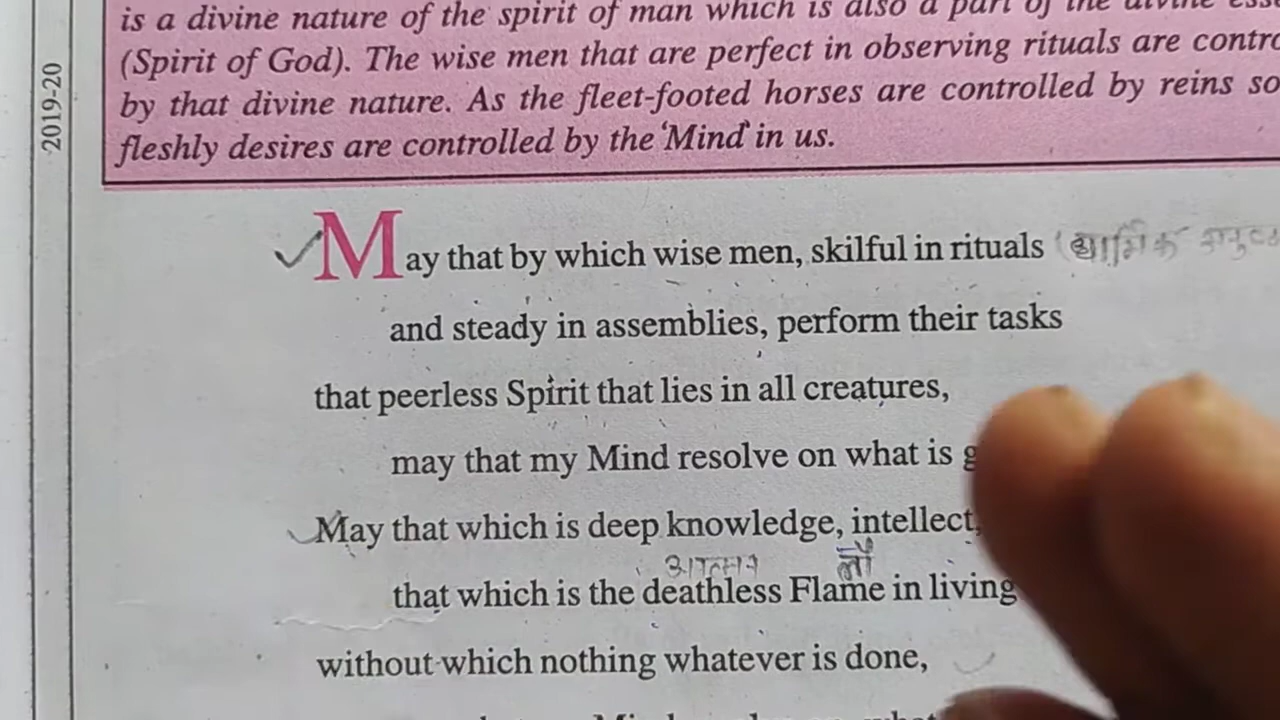 2019-20
is a divine nature of the spirit of man which is also a part of the divine
(Spirit of God). The wise men that are perfect in observing rituals are
by that divine nature. As the fleet-footed horses are controlled by reins so
fleshly desires are controlled by the 'Mind' in us.
May that by which wise men, skilful in rituals (धार्मिक
and steady in assemblies, perform their tasks
that peerless Spirit that lies in all creatures,
may that my Mind resolve on what is
May that which is deep knowledge, intellect,
लौ
that which is the deathless Flame in living
without which nothing whatever is done,